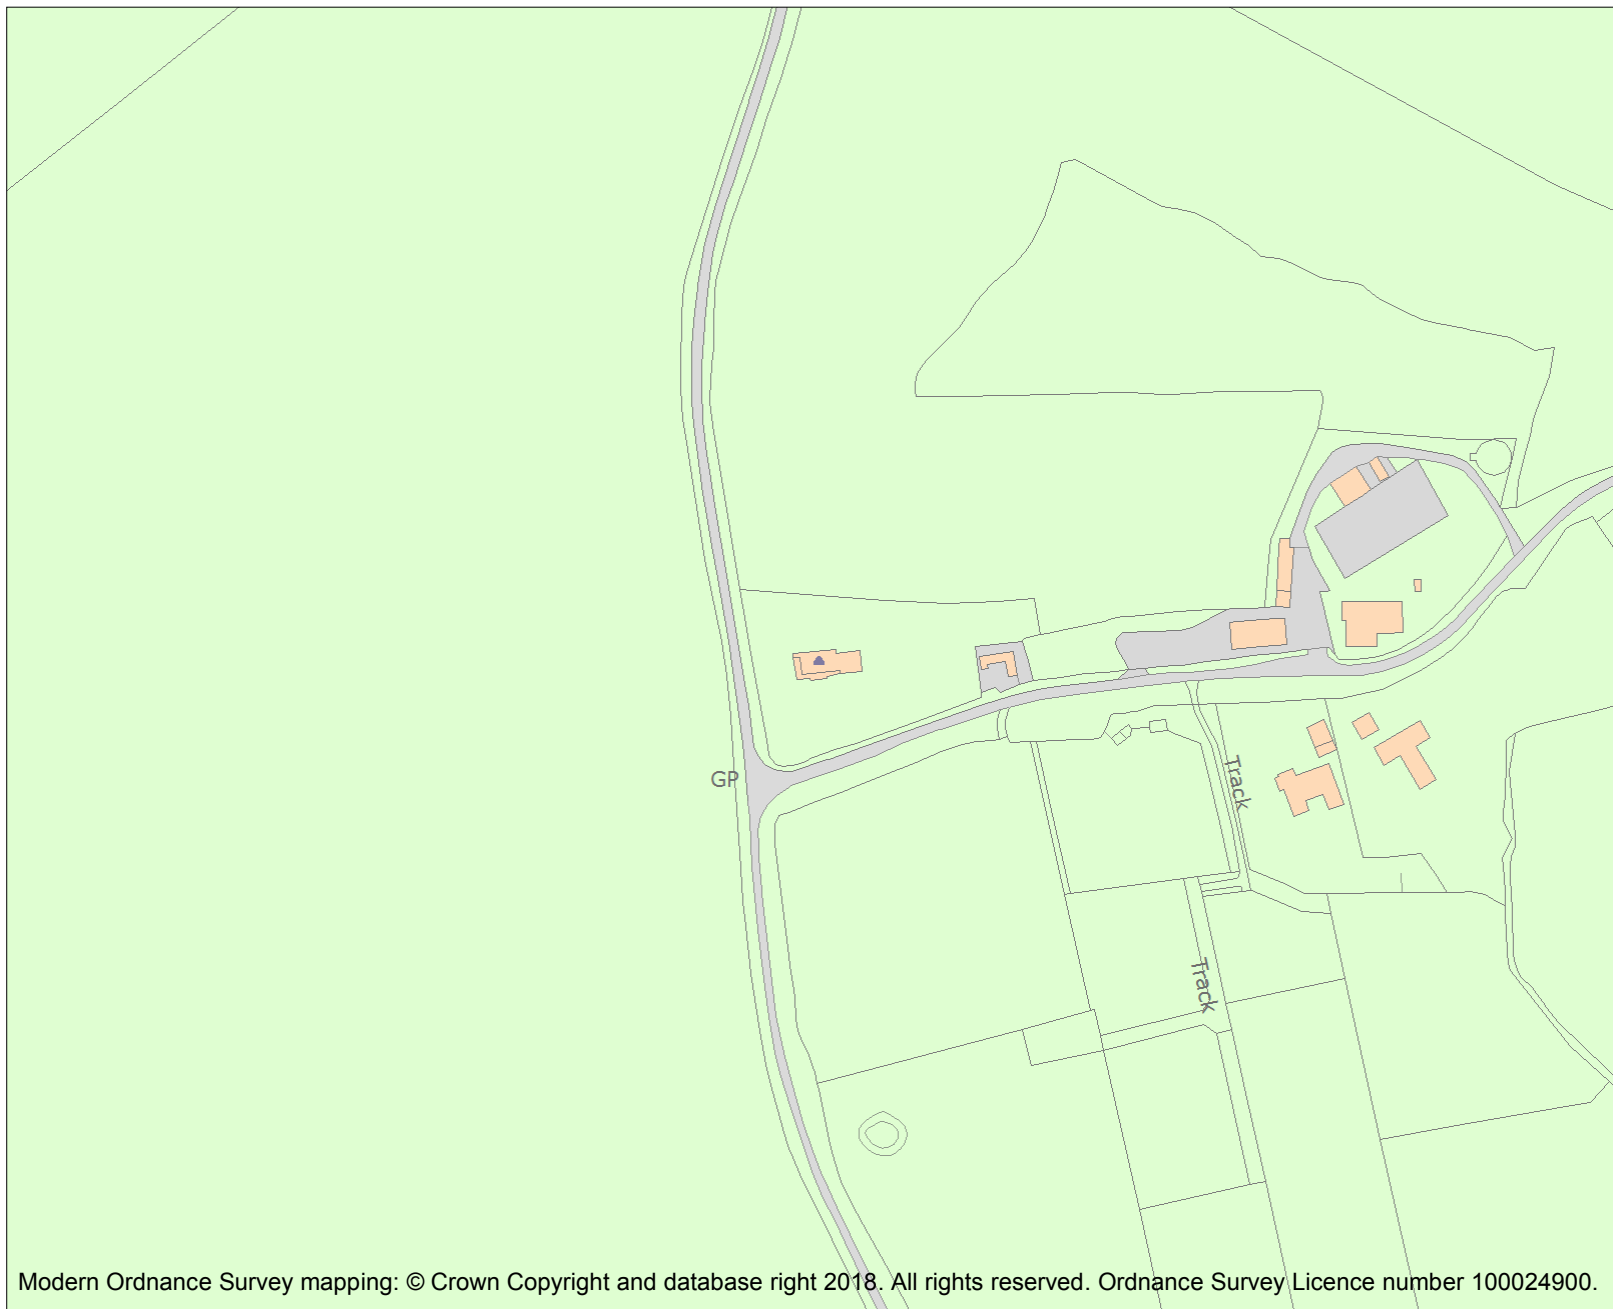 GP
Track
Track
Modern Ordnance Survey mapping: © Crown Copyright and database right 2018. All rights reserved. Ordnance Survey Licence number 100024900.